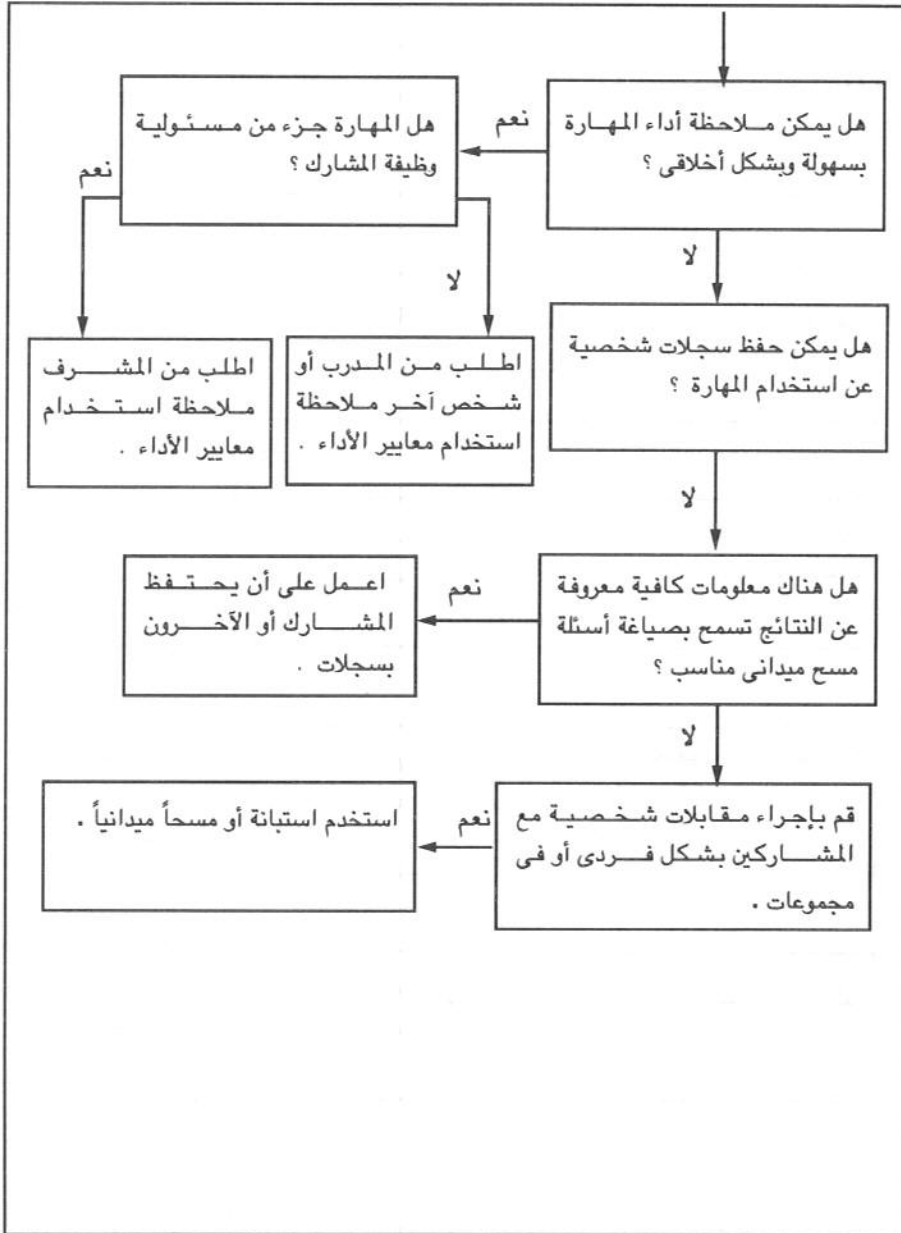 هل يمكن ملاحظة أداء المهارة
بسهولة وبشكل أخلاقى ؟
نعم
هل المهارة جزء من مسئولية
وظيفة المشارك ؟
نعم
لا
لا
هل يمكن حفظ سجلات شخصية
عن استخدام المهارة ؟
اطلب من المدرب أو
شخص آخر ملاحظة
استخدام معايير الأداء .
اطلب من المشرف
ملاحظة استخدام
معايير الأداء .
لا
هل هناك معلومات كافية معروفة
عن النتائج تسمح بصياغة أسئلة
مسح ميدانى مناسب ؟
نعم
اعمل على أن يحتفظ
المشارك أو الآخرون
بسجلات .
لا
قم بإجراء مقابلات شخصية مع
المشاركين بشكل فردى أو فى
مجموعات .
نعم
استخدم استبانة أو مسحاً ميدانياً .